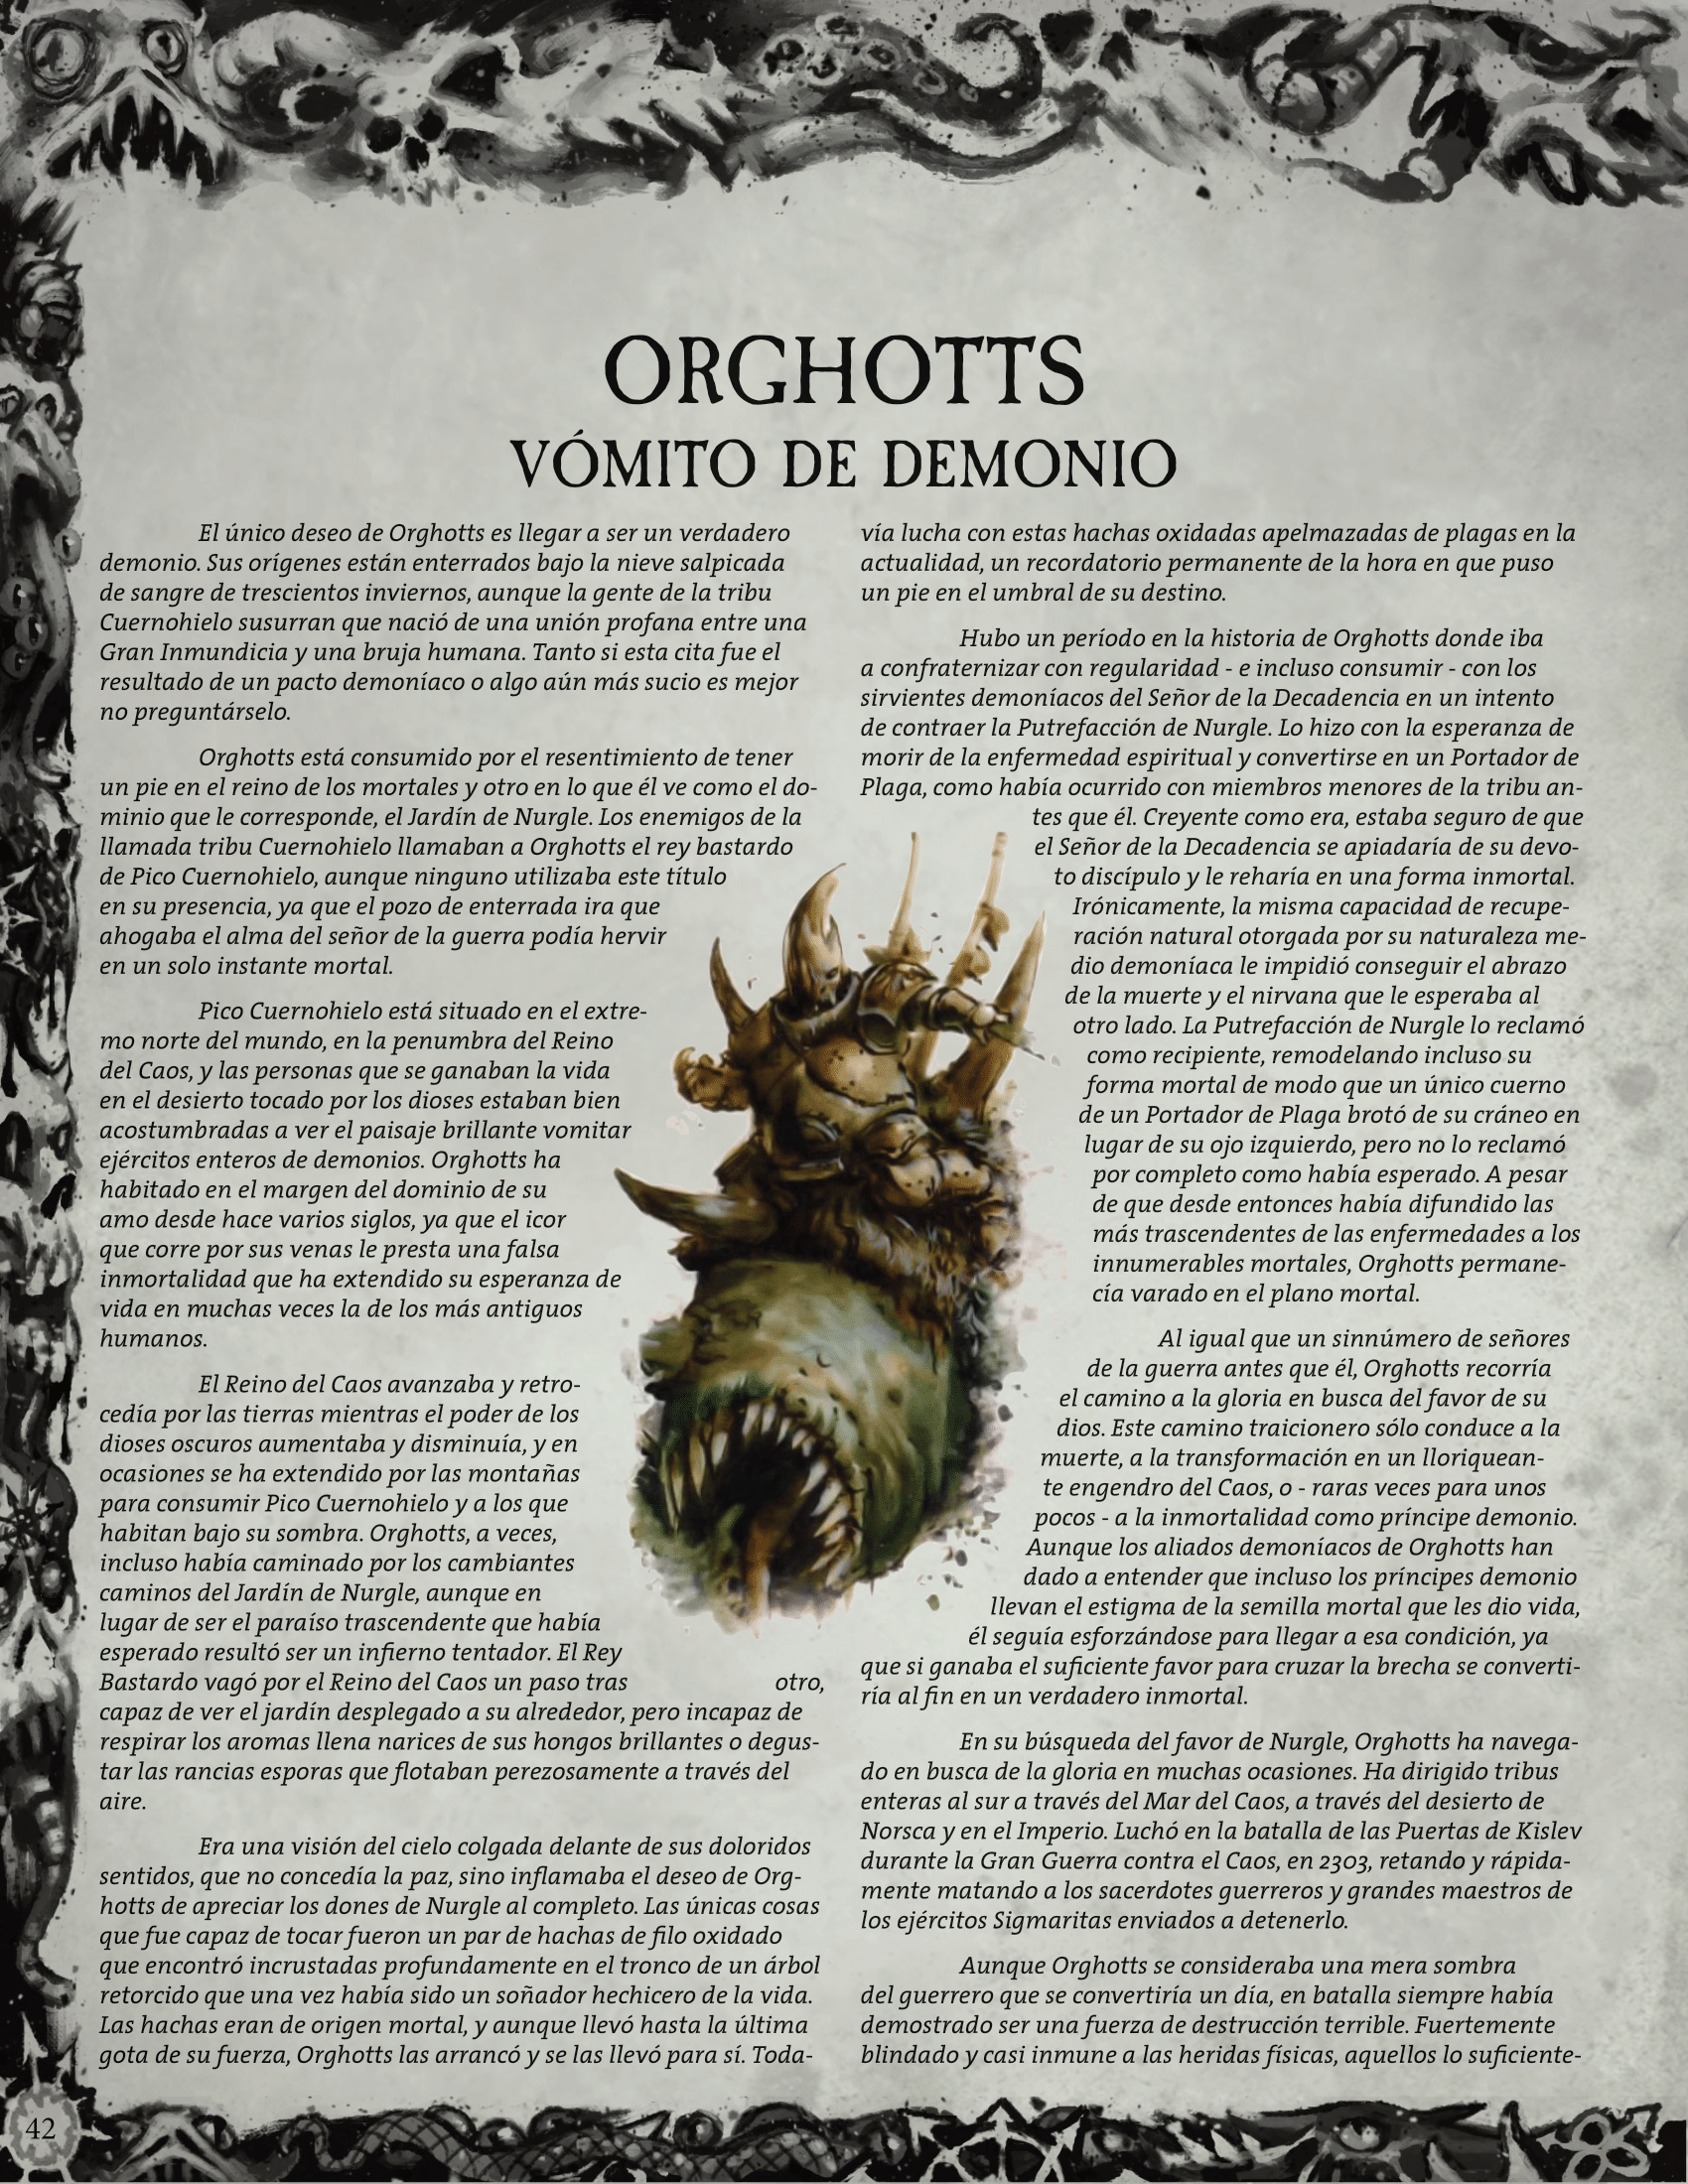 ORGHOTTS
VÓMITO DE DEMONIO
El único deseo de Orghotts es llegar a ser un verdadero
demonio. Sus orígenes están enterrados bajo la nieve salpicada
de sangre de trescientos inviernos, aunque la gente de la tribu
Cuernohielo susurran que nació de una unión profana entre una
Gran Inmundicia y una bruja humana. Tanto si esta cita fue el
resultado de un pacto demoníaco o algo aún más sucio es mejor
no preguntárselo.
Orghotts está consumido por el resentimiento de tener
un pie en el reino de los mortales y otro en lo que él ve como el do-
minio que le corresponde, el Jardín de Nurgle. Los enemigos de la
llamada tribu Cuernohielo llamaban a Orghotts el rey bastardo
de Pico Cuernohielo, aunque ninguno utilizaba este título
en su presencia, ya que el pozo de enterrada ira que
ahogaba el alma del señor de la guerra podía hervir
en un solo instante mortal.
Pico Cuernohielo está situado en el extre-
mo norte del mundo, en la penumbra del Reino
del Caos, y las personas que se ganaban la vida
en el desierto tocado por los dioses estaban bien
acostumbradas a ver el paisaje brillante vomitar
ejércitos enteros de demonios. Orghotts ha
habitado en el margen del dominio de su
amo desde hace varios siglos, ya que el icor
que corre por sus venas le presta una falsa
inmortalidad que ha extendido su esperanza de
vida en muchas veces la de los más antiguos
humanos.
El Reino del Caos avanzaba y retro-
cedía por las tierras mientras el poder de los
dioses oscuros aumentaba y disminuía, y en
ocasiones se ha extendido por las montañas
para consumir Pico Cuernohielo y a los que
habitan bajo su sombra. Orghotts, a veces,
incluso había caminado por los cambiantes
caminos del Jardín de Nurgle, aunque en
lugar de ser el paraíso trascendente que había
esperado resultó ser un infierno tentador. El Rey
Bastardo vagó por el Reino del Caos un paso tras otro,
capaz de ver el jardín desplegado a su alrededor, pero incapaz de
respirar los aromas llena narices de sus hongos brillantes o degus-
tar las rancias esporas que flotaban perezosamente a través del
aire.
Era una visión del cielo colgada delante de sus doloridos
sentidos, que no concedía la paz, sino inflamaba el deseo de Org-
hotts de apreciar los dones de Nurgle al completo. Las únicas cosas
que fue capaz de tocar fueron un par de hachas de filo oxidado
que encontró incrustadas profundamente en el tronco de un árbol
retorcido que una vez había sido un soñador hechicero de la vida.
Las hachas eran de origen mortal, y aunque llevó hasta la última
gota de su fuerza, Orghotts las arrancó y se las llevó para sí. Toda-
vía lucha con estas hachas oxidadas apelmazadas de plagas en la
actualidad, un recordatorio permanente de la hora en que puso
un pie en el umbral de su destino.
Hubo un período en la historia de Orghotts donde iba
a confraternizar con regularidad - e incluso consumir - con los
sirvientes demoníacos del Señor de la Decadencia en un intento
de contraer la Putrefacción de Nurgle. Lo hizo con la esperanza de
morir de la enfermedad espiritual y convertirse en un Portador de
Plaga, como había ocurrido con miembros menores de la tribu an-
tes que él. Creyente como era, estaba seguro de que
el Señor de la Decadencia se apiadaría de su devo-
to discípulo y le reharía en una forma inmortal.
Irónicamente, la misma capacidad de recupe-
ración natural otorgada por su naturaleza me-
dio demoníaca le impidió conseguir el abrazo
de la muerte y el nirvana que le esperaba al
otro lado. La Putrefacción de Nurgle lo reclamó
como recipiente, remodelando incluso su
forma mortal de modo que un único cuerno
de un Portador de Plaga brotó de su cráneo en
lugar de su ojo izquierdo, pero no lo reclamó
por completo como había esperado. A pesar
de que desde entonces había difundido las
más trascendentes de las enfermedades a los
innumerables mortales, Orghotts permane-
cía varado en el plano mortal.
Al igual que un sinnúmero de señores
de la guerra antes que él, Orghotts recorría
el camino a la gloria en busca del favor de su
dios. Este camino traicionero sólo conduce a la
muerte, a la transformación en un lloriquean-
te engendro del Caos, o - raras veces para unos
pocos - a la inmortalidad como príncipe demonio.
Aunque los aliados demoníacos de Orghotts han
dado a entender que incluso los príncipes demonio
llevan el estigma de la semilla mortal que les dio vida,
él seguía esforzándose para llegar a esa condición, ya
que si ganaba el suficiente favor para cruzar la brecha se converti-
ría al fin en un verdadero inmortal.
En su búsqueda del favor de Nurgle, Orghotts ha navega-
do en busca de la gloria en muchas ocasiones. Ha dirigido tribus
enteras al sur a través del Mar del Caos, a través del desierto de
Norsca y en el Imperio. Luchó en la batalla de las Puertas de Kislev
durante la Gran Guerra contra el Caos, en 2303, retando y rápida-
mente matando a los sacerdotes guerreros y grandes maestros de
los ejércitos Sigmaritas enviados a detenerlo.
Aunque Orghotts se consideraba una mera sombra
del guerrero que se convertiría un día, en batalla siempre había
demostrado ser una fuerza de destrucción terrible. Fuertemente
blindado y casi inmune a las heridas físicas, aquellos lo suficiente-
42